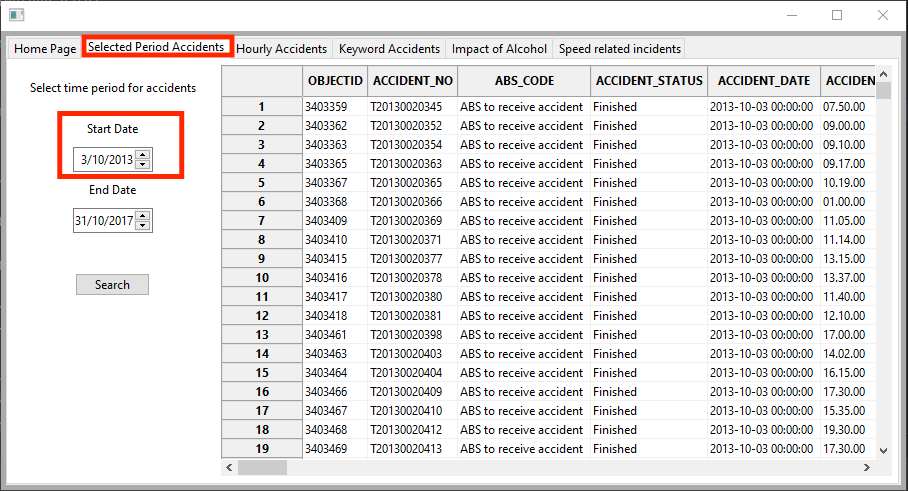 Home Page Selected Period Accidents Hourly Accidents Keyword Accidents Impact of Alcohol Speed related incidents
Select time period for accidents
Start Date
3/10/2013
End Date
31/10/2017
Search
OBJECTID ACCIDENT_NO ABS_CODE ACCIDENT_STATUS ACCIDENT_DATE ACCIDEN
1 3403359 T20130020345 ABS to receive accident Finished 2013-10-03 00:00:00 07.50.00
2 3403362 T20130020352 ABS to receive accident Finished 2013-10-03 00:00:00 09.00.00
3 3403363 T20130020354 ABS to receive accident Finished 2013-10-03 00:00:00 09.10.00
4 3403365 T20130020363 ABS to receive accident Finished 2013-10-03 00:00:00 09.17.00
5 3403367 T20130020365 ABS to receive accident Finished 2013-10-03 00:00:00 10.19.00
6 3403368 T20130020366 ABS to receive accident Finished 2013-10-03 00:00:00 01.00.00
7 3403409 T20130020369 ABS to receive accident Finished 2013-10-03 00:00:00 11.05.00
8 3403410 T20130020371 ABS to receive accident Finished 2013-10-03 00:00:00 11.14.00
9 3403415 T20130020377 ABS to receive accident Finished 2013-10-03 00:00:00 13.15.00
10 3403416 T20130020378 ABS to receive accident Finished 2013-10-03 00:00:00 13.37.00
11 3403417 T20130020380 ABS to receive accident Finished 2013-10-03 00:00:00 11.40.00
12 3403418 T20130020381 ABS to receive accident Finished 2013-10-03 00:00:00 12.10.00
13 3403461 T20130020398 ABS to receive accident Finished 2013-10-03 00:00:00 17.00.00
14 3403463 T20130020403 ABS to receive accident Finished 2013-10-03 00:00:00 14.02.00
15 3403464 T20130020404 ABS to receive accident Finished 2013-10-03 00:00:00 16.15.00
16 3403466 T20130020409 ABS to receive accident Finished 2013-10-03 00:00:00 17.30.00
17 3403467 T20130020410 ABS to receive accident Finished 2013-10-03 00:00:00 15.35.00
18 3403468 T20130020412 ABS to receive accident Finished 2013-10-03 00:00:00 19.30.00
19 3403469 T20130020413 ABS to receive accident Finished 2013-10-03 00:00:00 17.30.00